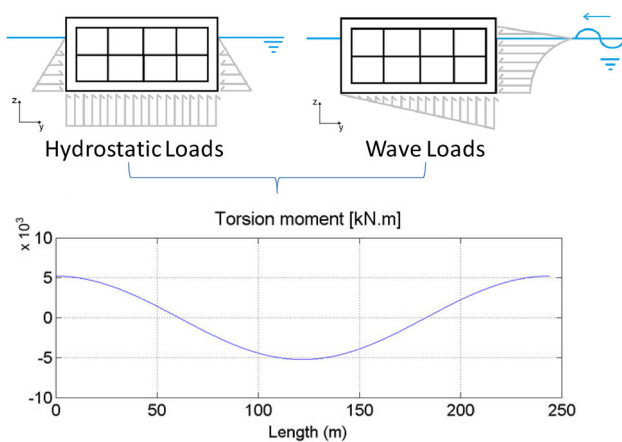 z
y
z
y
Hydrostatic Loads
Wave Loads
Torsion moment [kN.m]
x 10³
10
5
0
-5
-10
0
50
100
150
200
250
Length (m)